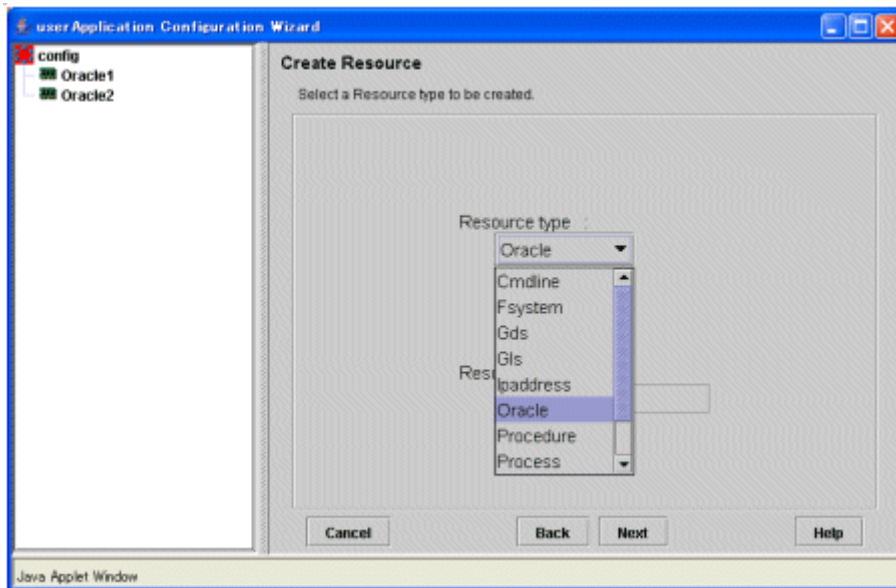 userApplication Configuration Wizard
config
Oracle1
Oracle2
Create Resource
Select a Resource type to be created.
Resource type :
Oracle
Cmdline
Fsystem
Gds
Gls
Ipaddress
Oracle
Procedure
Process
Cancel
Back
Next
Help
Java Applet Window